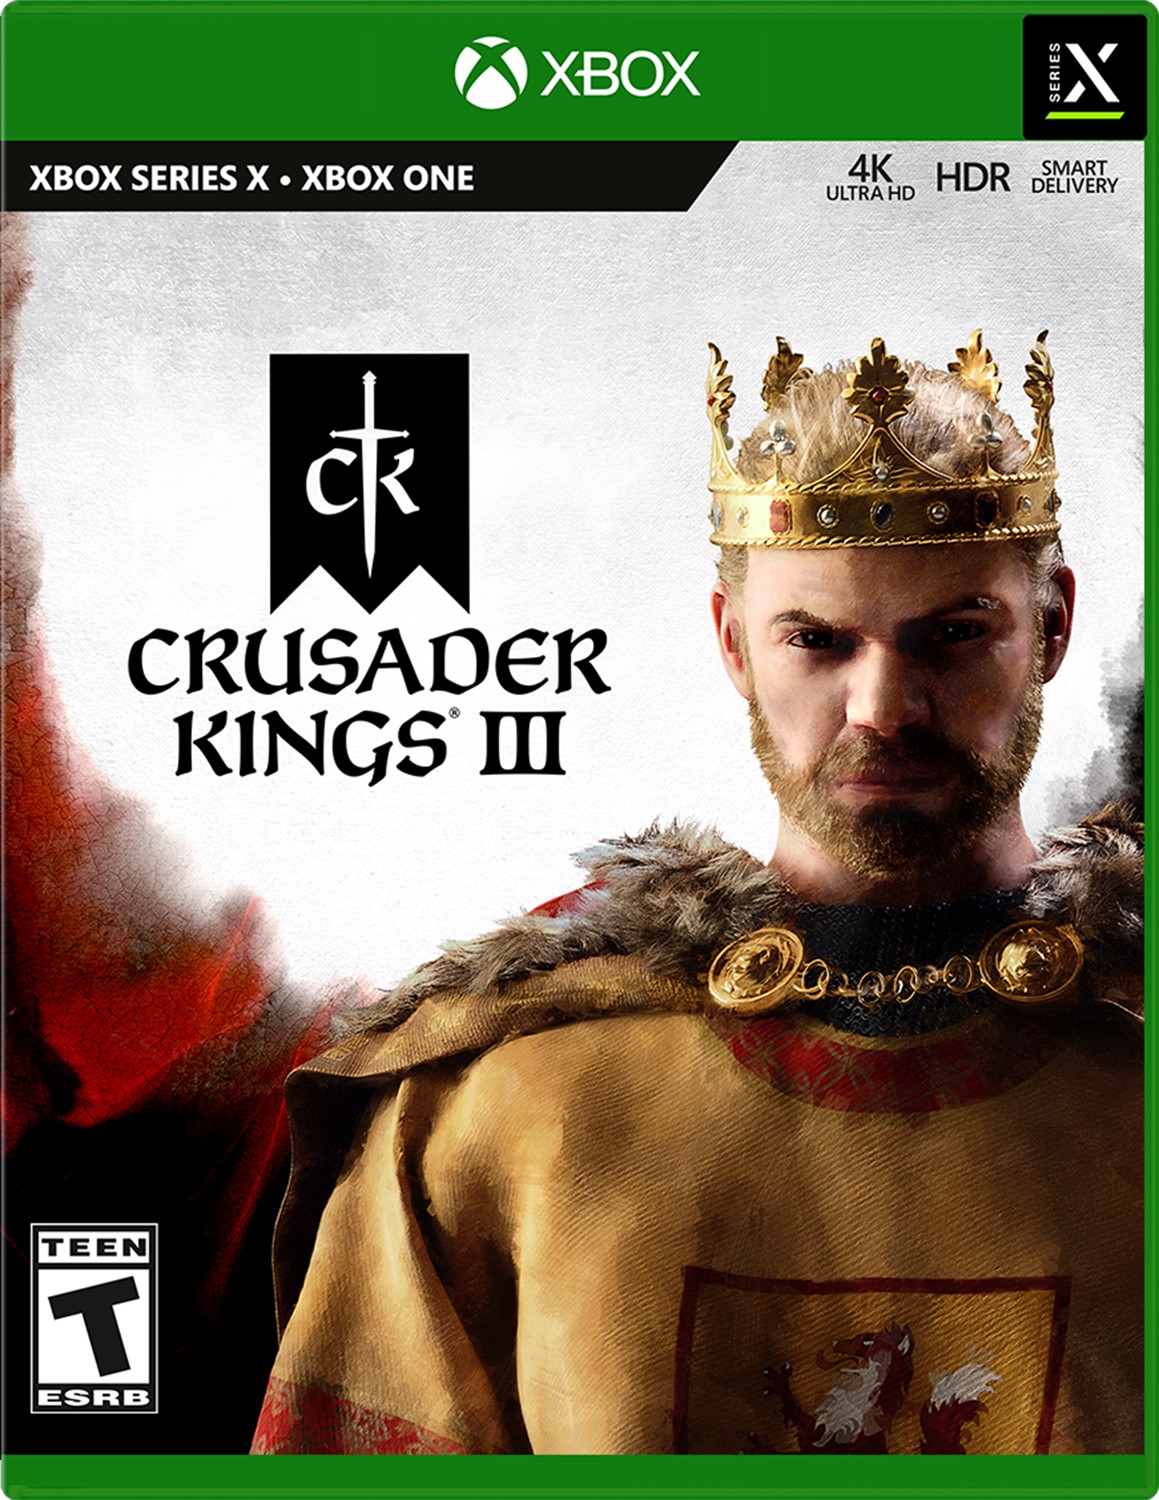 XBOX
SERIES X
XBOX SERIES X • XBOX ONE
4K
ULTRA HD
HDR
SMART
DELIVERY
CK
CRUSADER
KINGS® III
TEEN
T
ESRB